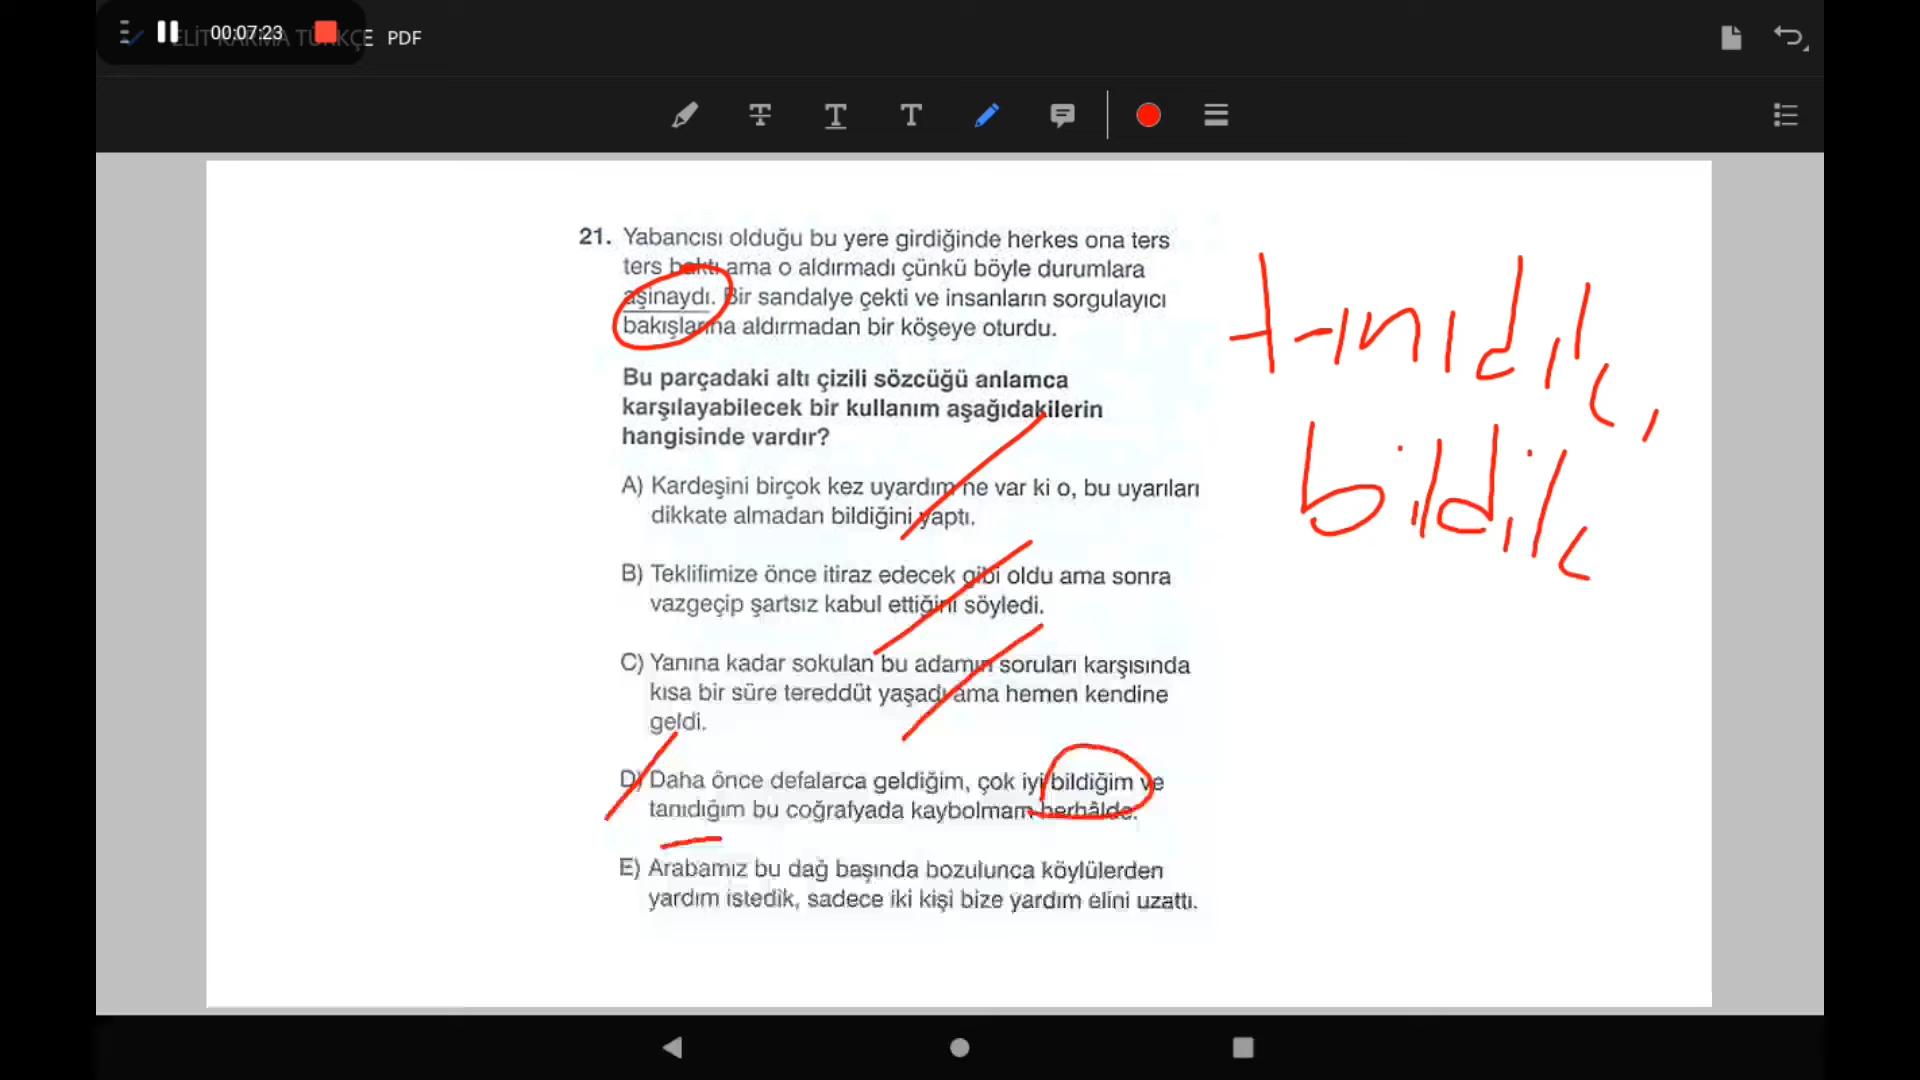 00:07:23
ELİT KARMA TÜRKÇE PDF
21. Yabancısı olduğu bu yere girdiğinde herkes ona ters
ters baktı ama o aldırmadı çünkü böyle durumlara
aşinaydı. Bir sandalye çekti ve insanların sorgulayıcı
bakışlarına aldırmadan bir köşeye oturdu.
Bu parçadaki altı çizili sözcüğü anlamca
karşılayabilecek bir kullanım aşağıdakilerin
hangisinde vardır?
A) Kardeşini birçok kez uyardım ne var ki o, bu uyarıları
dikkate almadan bildiğini yaptı.
B) Teklifimize önce itiraz edecek gibi oldu ama sonra
vazgeçip şartsız kabul ettiğini söyledi.
C) Yanına kadar sokulan bu adamın soruları karşısında
kısa bir süre tereddüt yaşadı ama hemen kendine
geldi.
D) Daha önce defalarca geldiğim, çok iyi bildiğim ve
tanıdığım bu coğrafyada kaybolmam herhâlde.
E) Arabamız bu dağ başında bozulunca köylülerden
yardım istedik, sadece iki kişi bize yardım elini uzattı.
tanıdık,
bildik